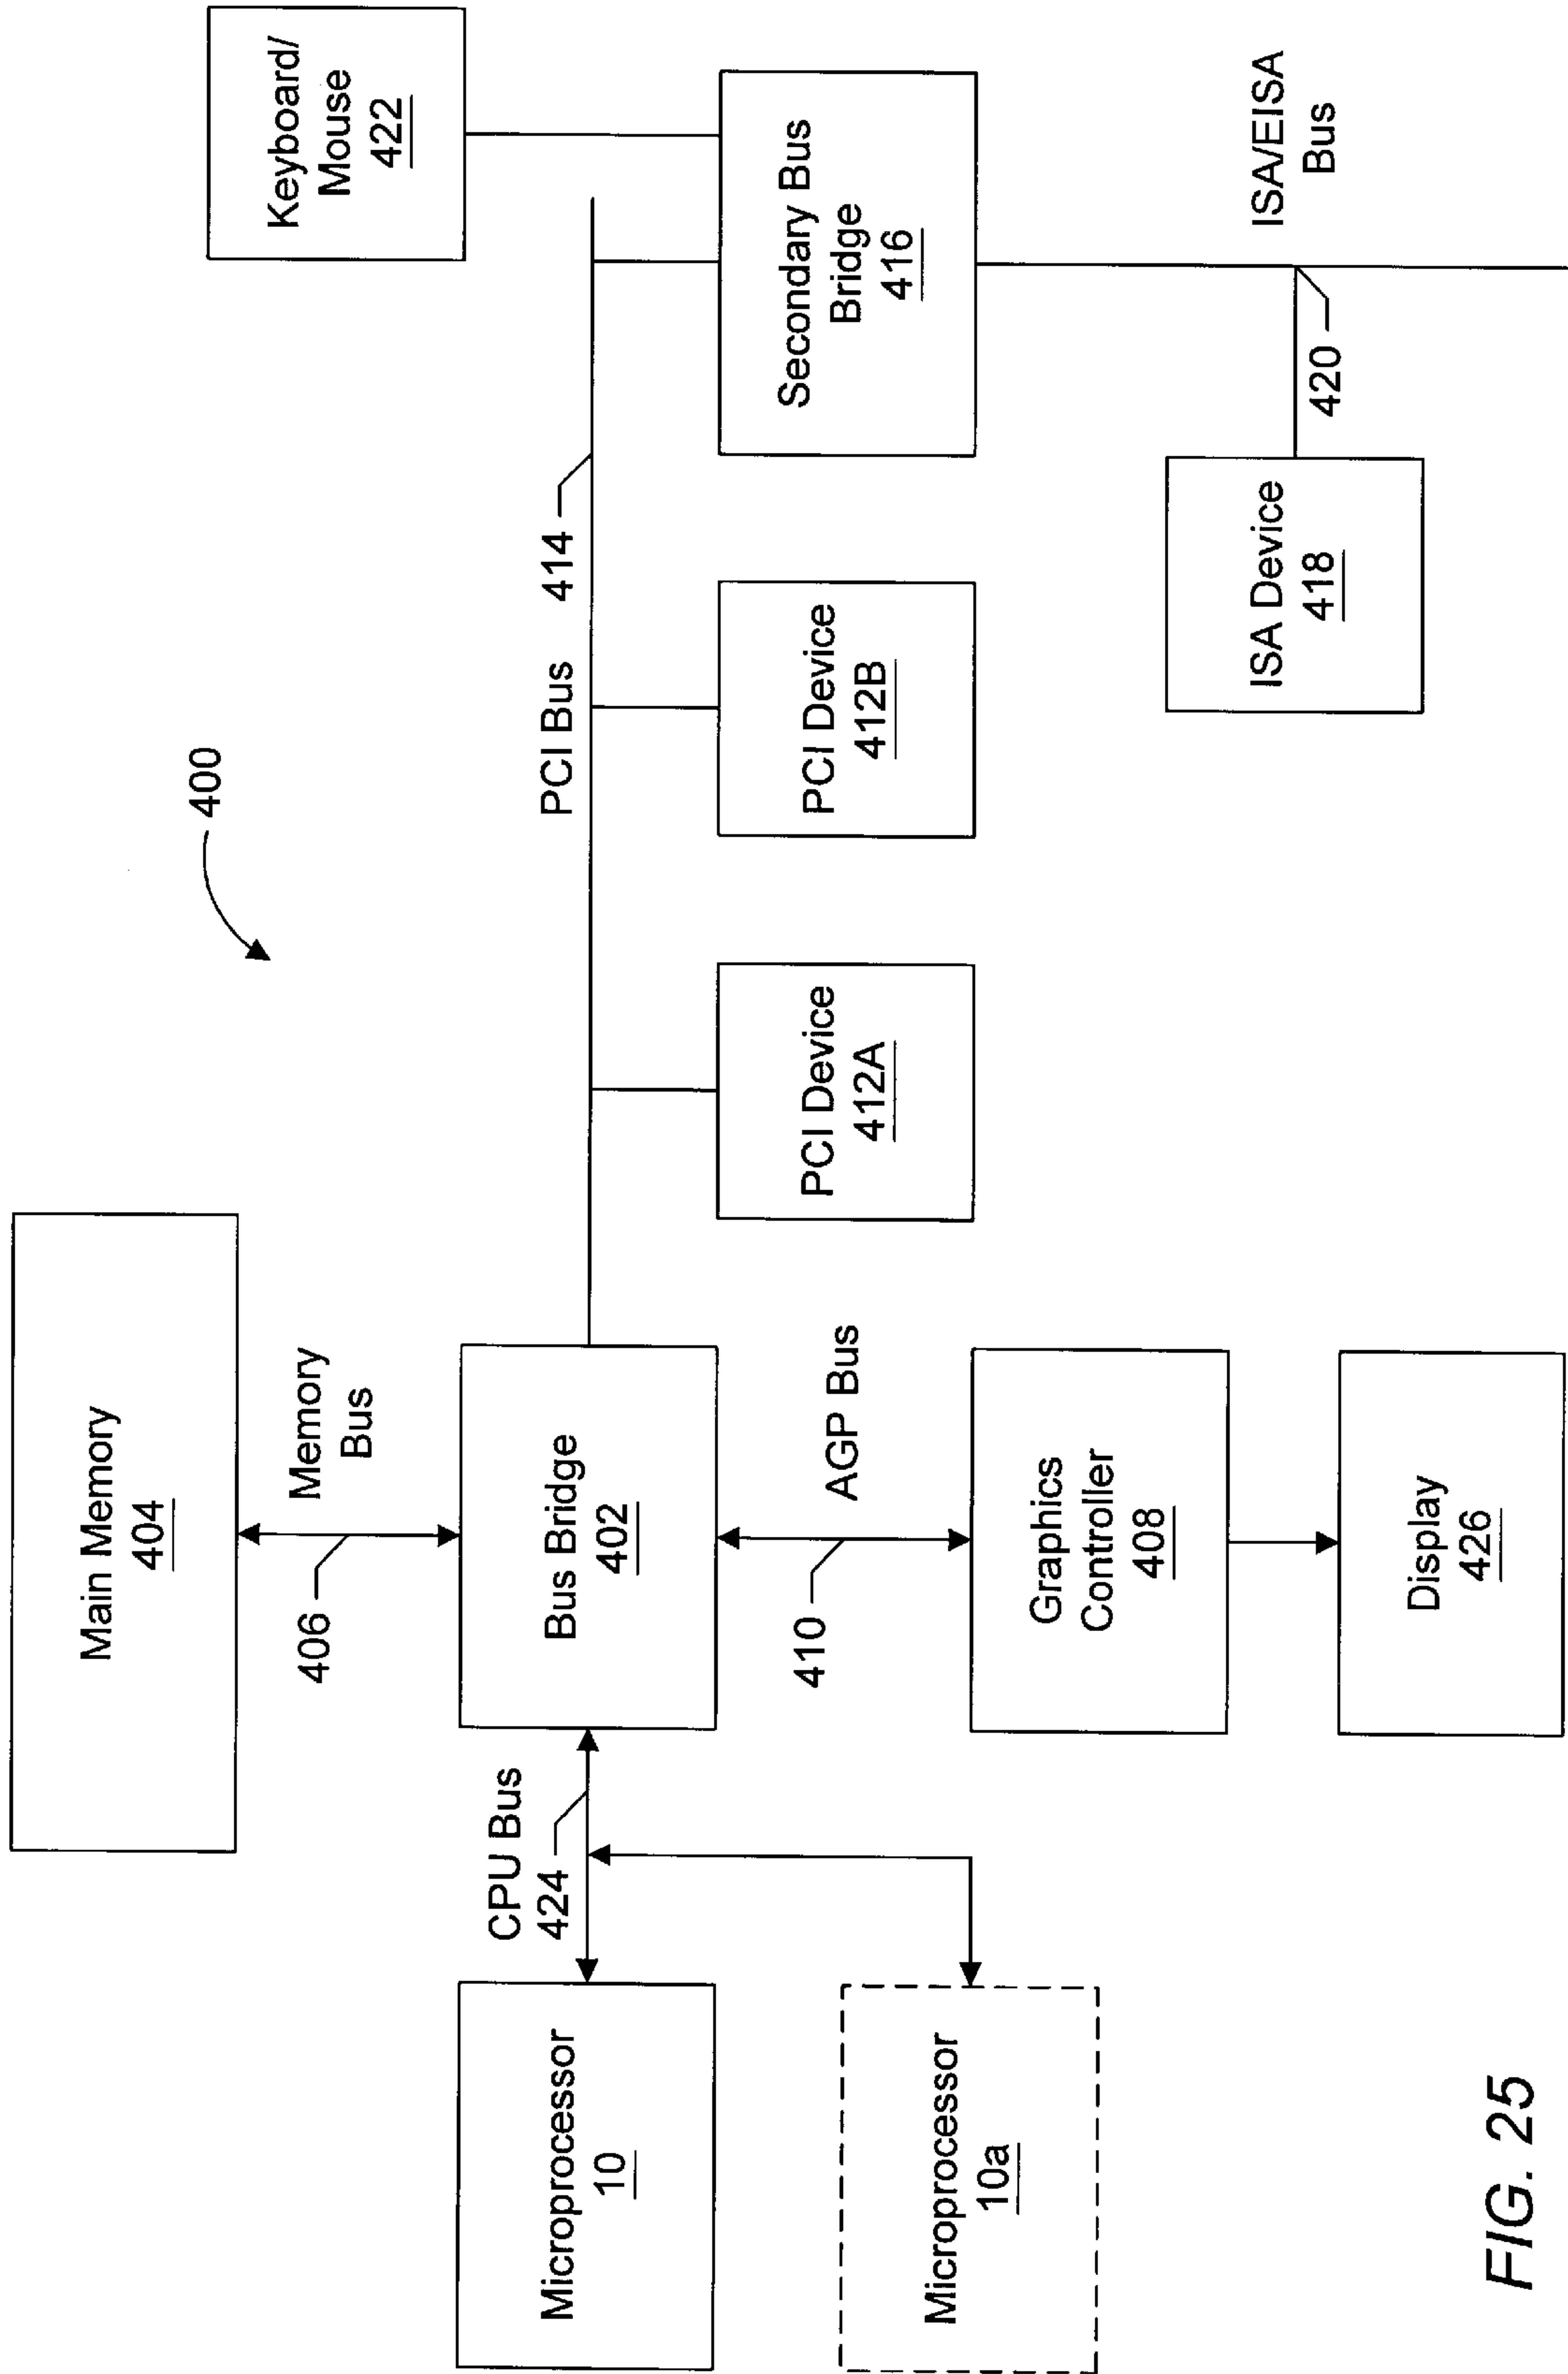 400
Main Memory
404
Keyboard/
Mouse
422
406
Memory
Bus
CPU Bus
424
PCI Bus
414
Microprocessor
10
Bus Bridge
402
PCI Device
412A
PCI Device
412B
Secondary Bus
Bridge
416
410
AGP Bus
Microprocessor
10a
Graphics
Controller
408
ISA Device
418
420
ISA/EISA
Bus
Display
426
FIG. 25